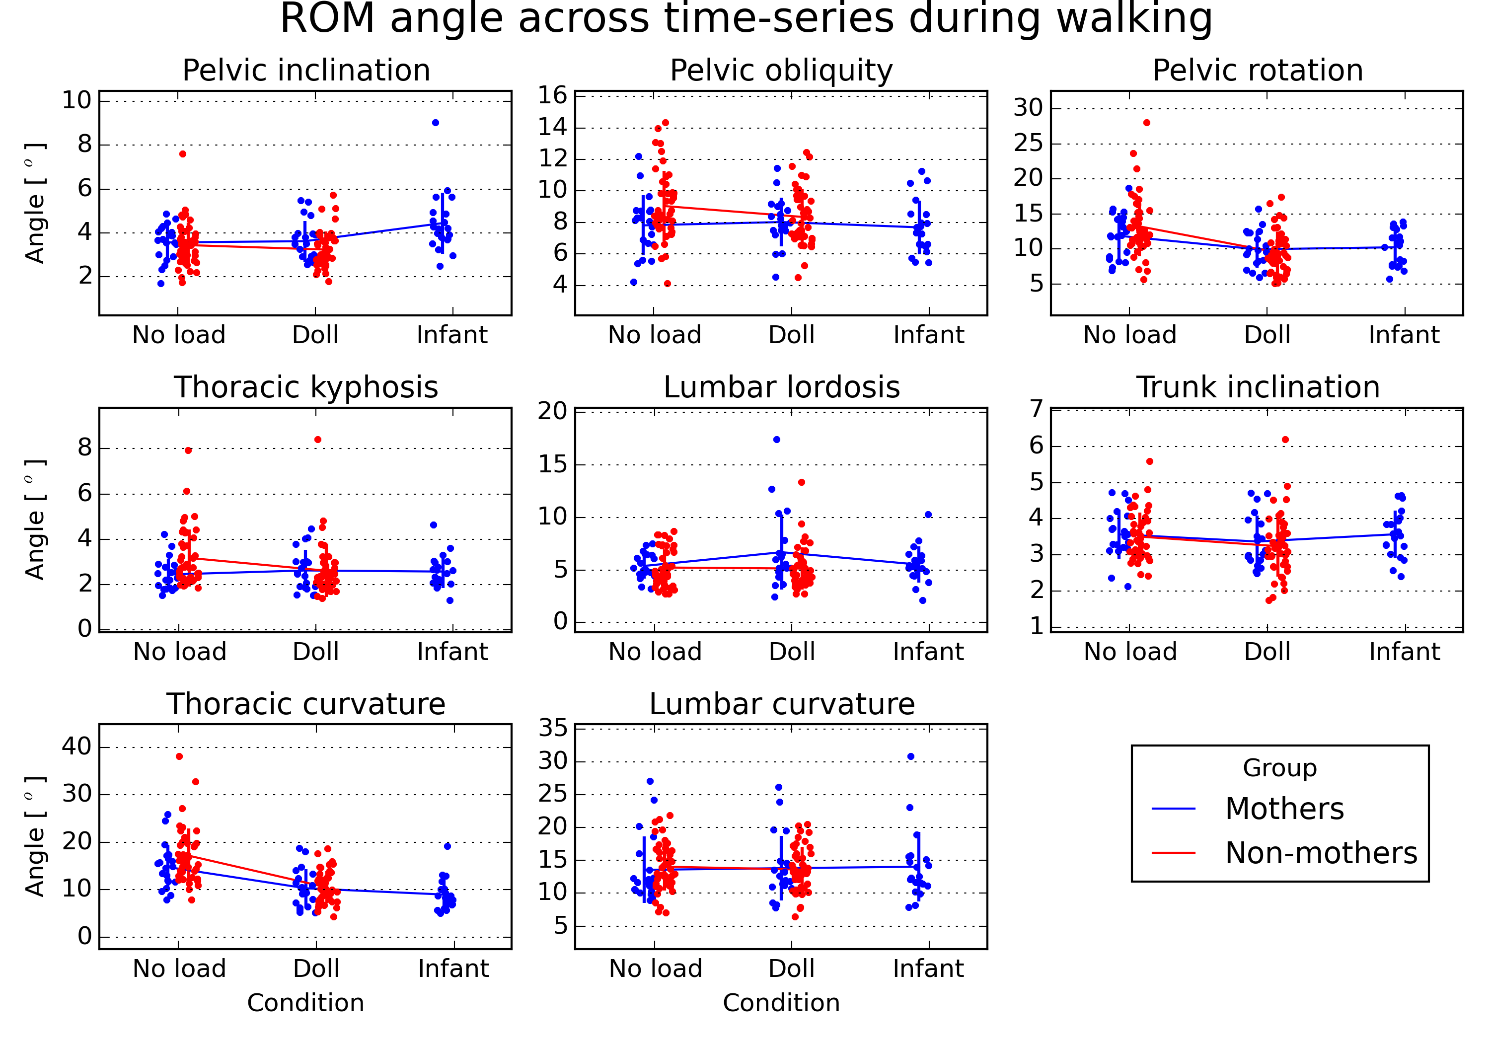 ROM angle across time-series during walking
Pelvic inclination
Pelvic obliquity
Pelvic rotation
Angle [ o ]
10
8
6
4
2
16
14
12
10
8
6
4
30
25
20
15
10
5
No load Doll Infant
No load Doll Infant
No load Doll Infant
Thoracic kyphosis
Lumbar lordosis
Trunk inclination
Angle [ o ]
8
6
4
2
0
20
15
10
5
0
7
6
5
4
3
2
1
No load Doll Infant
No load Doll Infant
No load Doll Infant
Thoracic curvature
Lumbar curvature
Angle [ o ]
40
30
20
10
0
35
30
25
20
15
10
5
No load Doll Infant
No load Doll Infant
Condition
Condition
Group
Mothers
Non-mothers